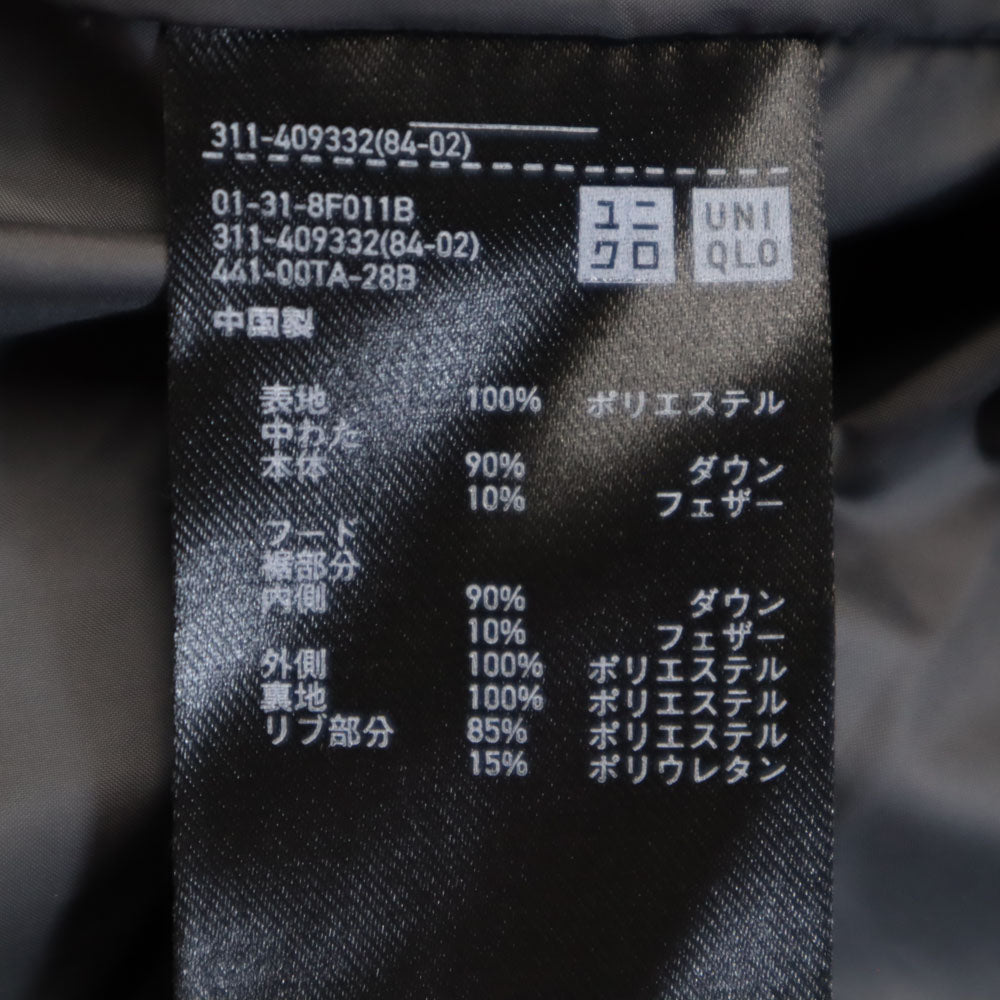 311-409332(84-02)
01-31-8F011B
311-409332(84-02)
441-00TA-28B
ユニ
クロ
UNI
QLO
中国製
表地 100% ポリエステル
中わた
本体 90% ダウン
10% フェザー
フード
裾部分
内側 90% ダウン
10% フェザー
外側 100% ポリエステル
裏地 100% ポリエステル
リブ部分 85% ポリエステル
15% ポリウレタン